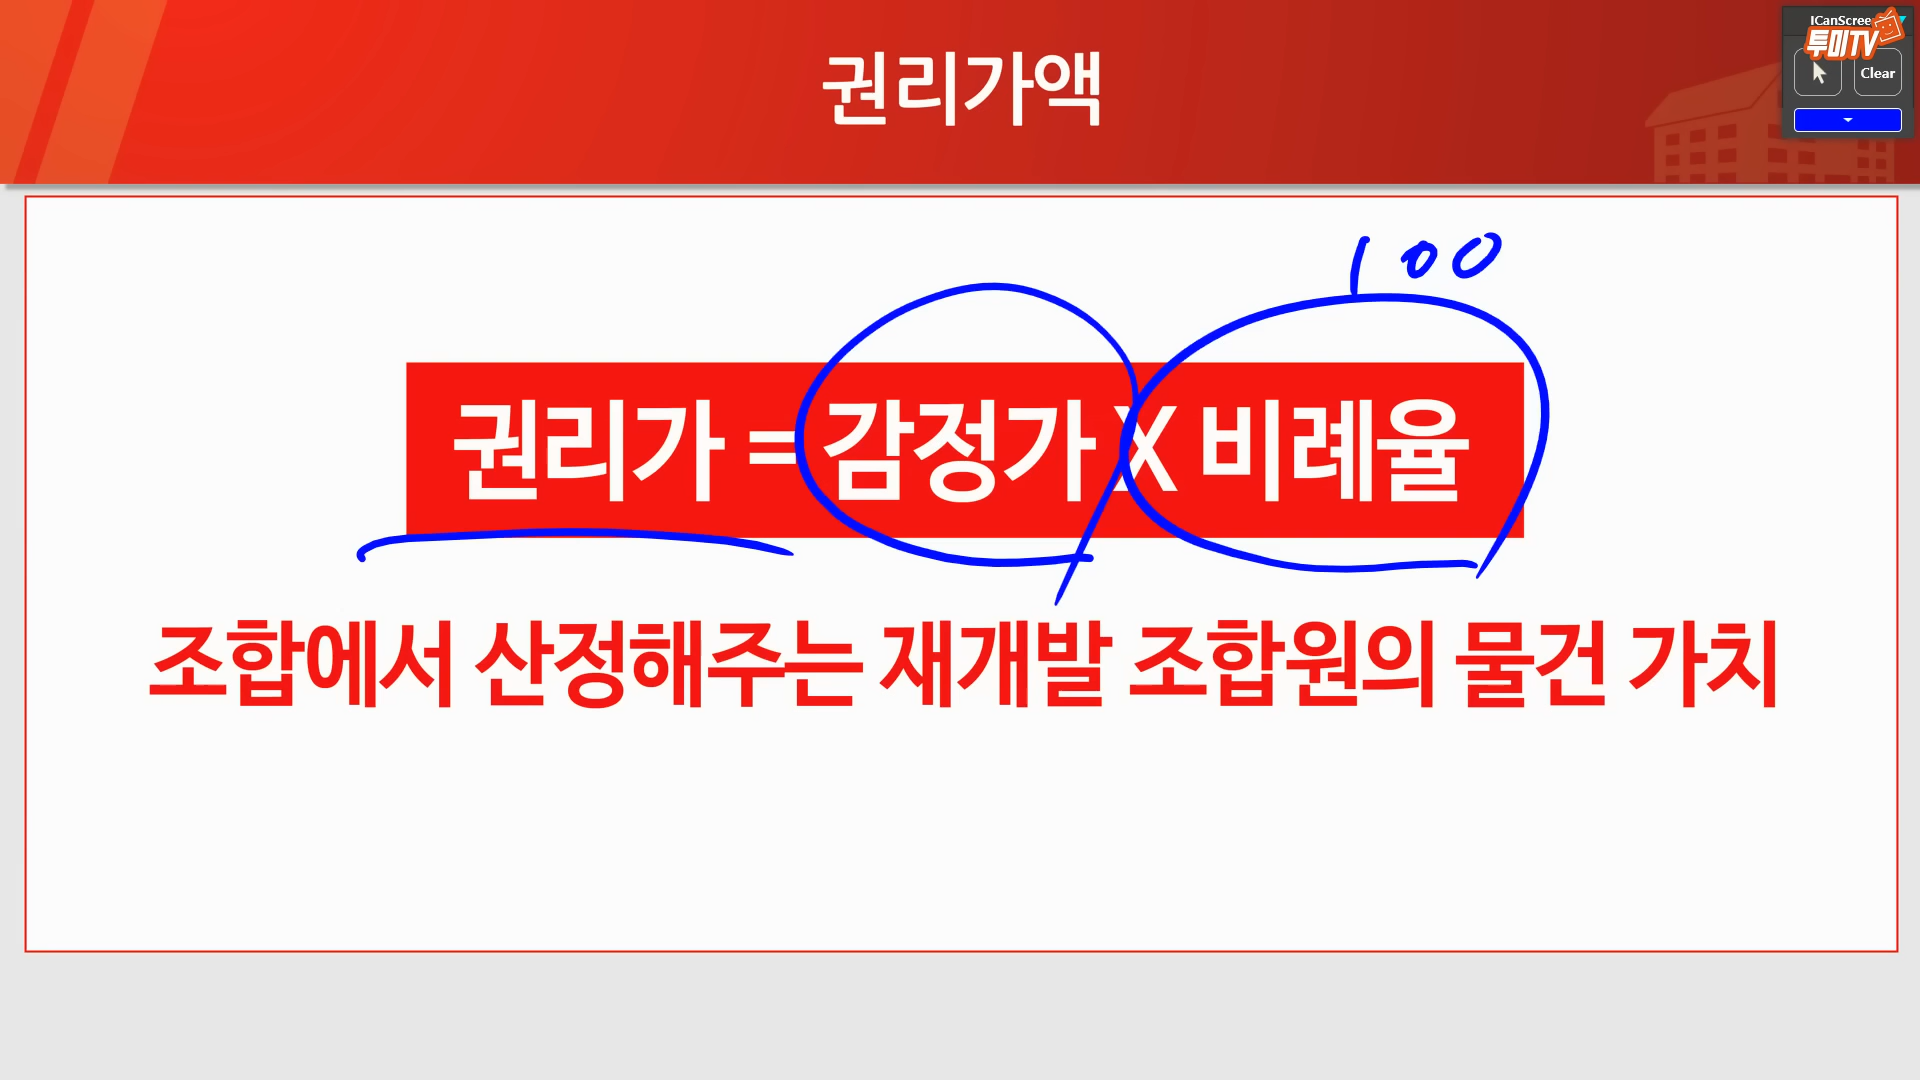 권리가액
ICanScree
투미TV
Clear
100
권리가 = 감정가 X 비례율
조합에서 산정해주는 재개발 조합원의 물건 가치